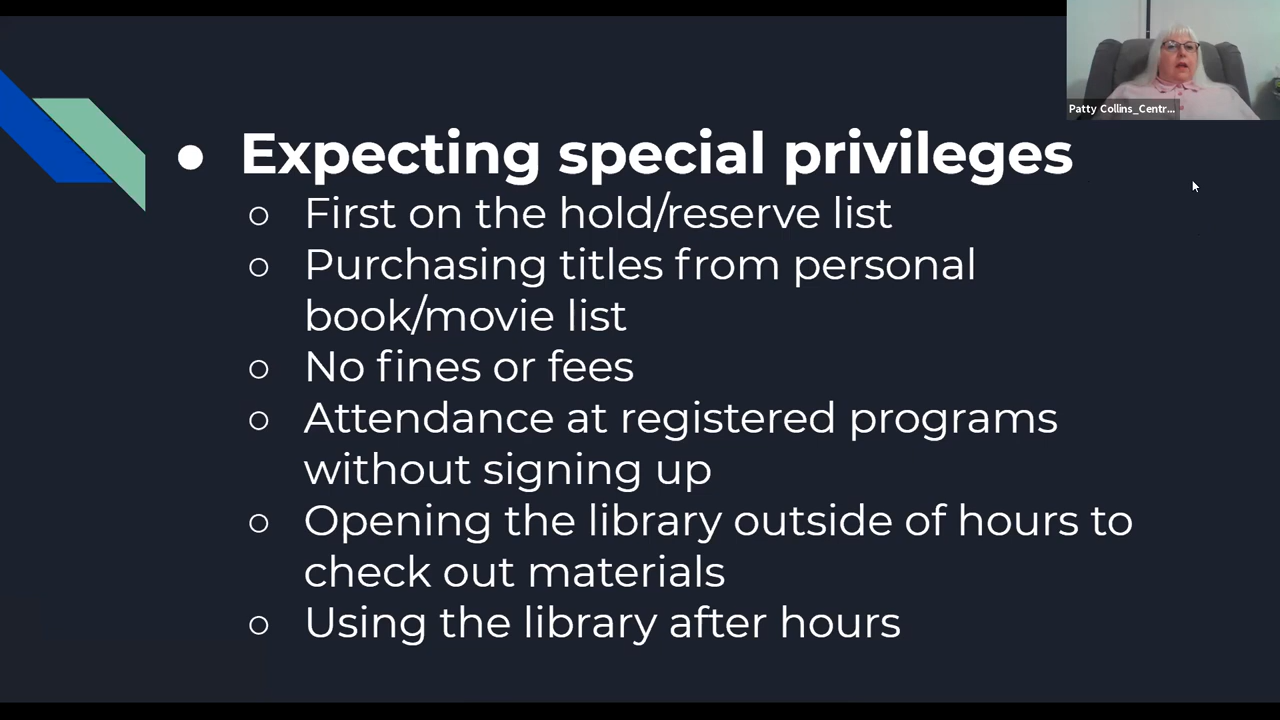 Patty Collins_Centr...
● Expecting special privileges
○ First on the hold/reserve list
○ Purchasing titles from personal
book/movie list
○ No fines or fees
○ Attendance at registered programs
without signing up
○ Opening the library outside of hours to
check out materials
○ Using the library after hours